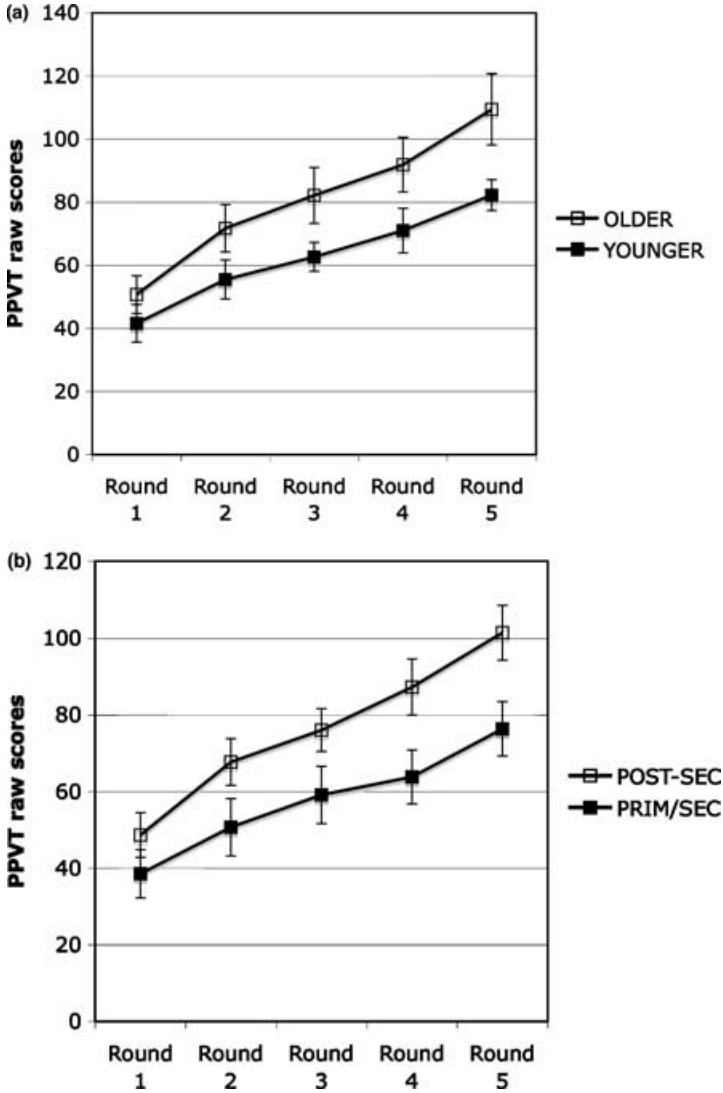 (a)
140
120
100
80
60
40
20
0
PPVT raw scores
Round Round Round Round Round
1 2 3 4 5
OLDER
YOUNGER
(b)
120
100
80
60
40
20
0
PPVT raw scores
Round Round Round Round Round
1 2 3 4 5
POST-SEC
PRIM/SEC